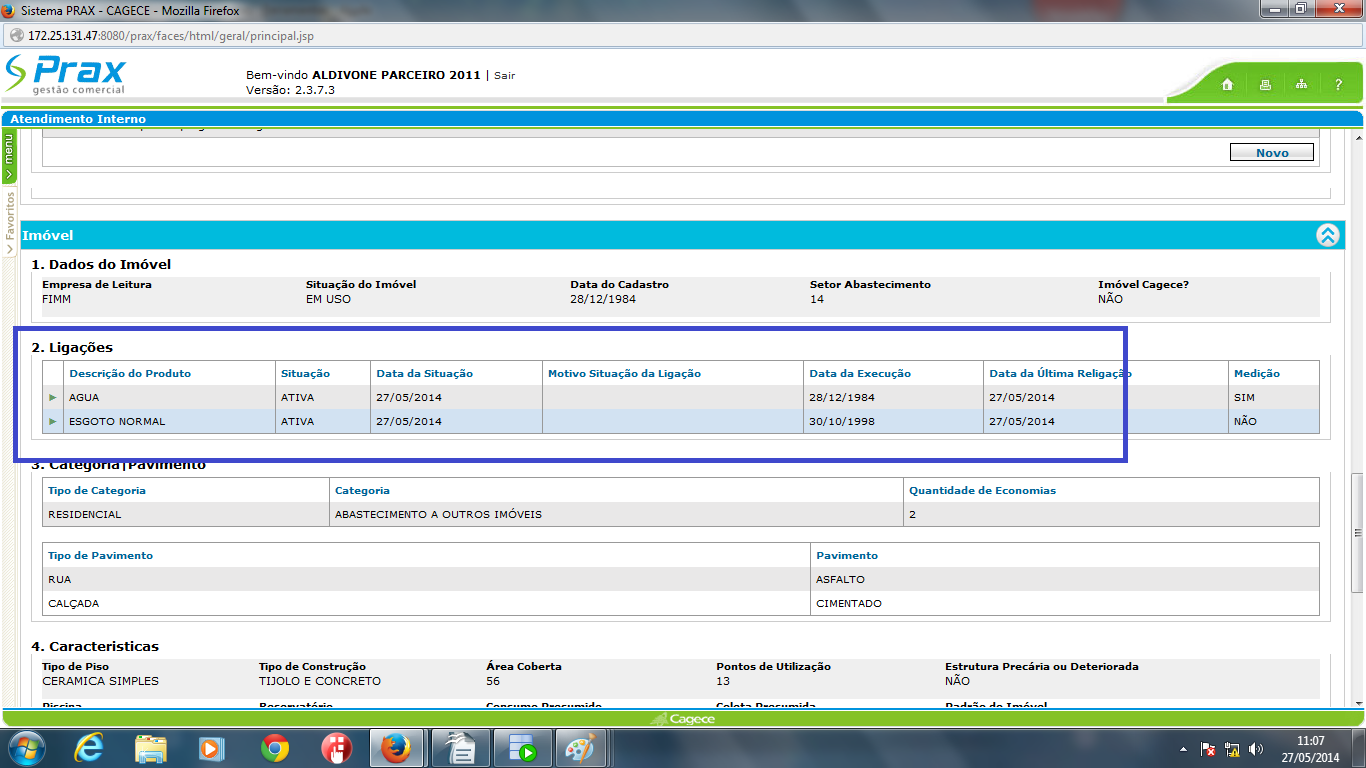 Sistema PRAX - CAGECE - Mozilla Firefox
172.25.131.47:8080/prax/faces/html/geral/principal.jsp
Prax
gestão comercial
Bem-vindo ALDIVONE PARCEIRO 2011 | Sair
Versão: 2.3.7.3
?
Atendimento Interno
menu
Favoritos
Novo
Imóvel
1. Dados do Imóvel
Empresa de Leitura Situação do Imóvel Data do Cadastro Setor Abastecimento Imóvel Cagece?
FIMM EM USO 28/12/1984 14 NÃO
2. Ligações
Descrição do Produto Situação Data da Situação Motivo Situação da Ligação Data da Execução Data da Última Religação Medição
AGUA ATIVA 27/05/2014 28/12/1984 27/05/2014 SIM
ESGOTO NORMAL ATIVA 27/05/2014 30/10/1998 27/05/2014 NÃO
3. Categoria|Pavimento
Tipo de Categoria Categoria Quantidade de Economias
RESIDENCIAL ABASTECIMENTO A OUTROS IMÓVEIS 2
Tipo de Pavimento Pavimento
RUA ASFALTO
CALÇADA CIMENTADO
4. Caracteristicas
Tipo de Piso Tipo de Construção Área Coberta Pontos de Utilização Estrutura Precária ou Deteriorada
CERAMICA SIMPLES TIJOLO E CONCRETO 56 13 NÃO
Piscina Reservatório Consumo Presumido Coleta Presumida Padrão do Imóvel
Cagece
11:07
27/05/2014